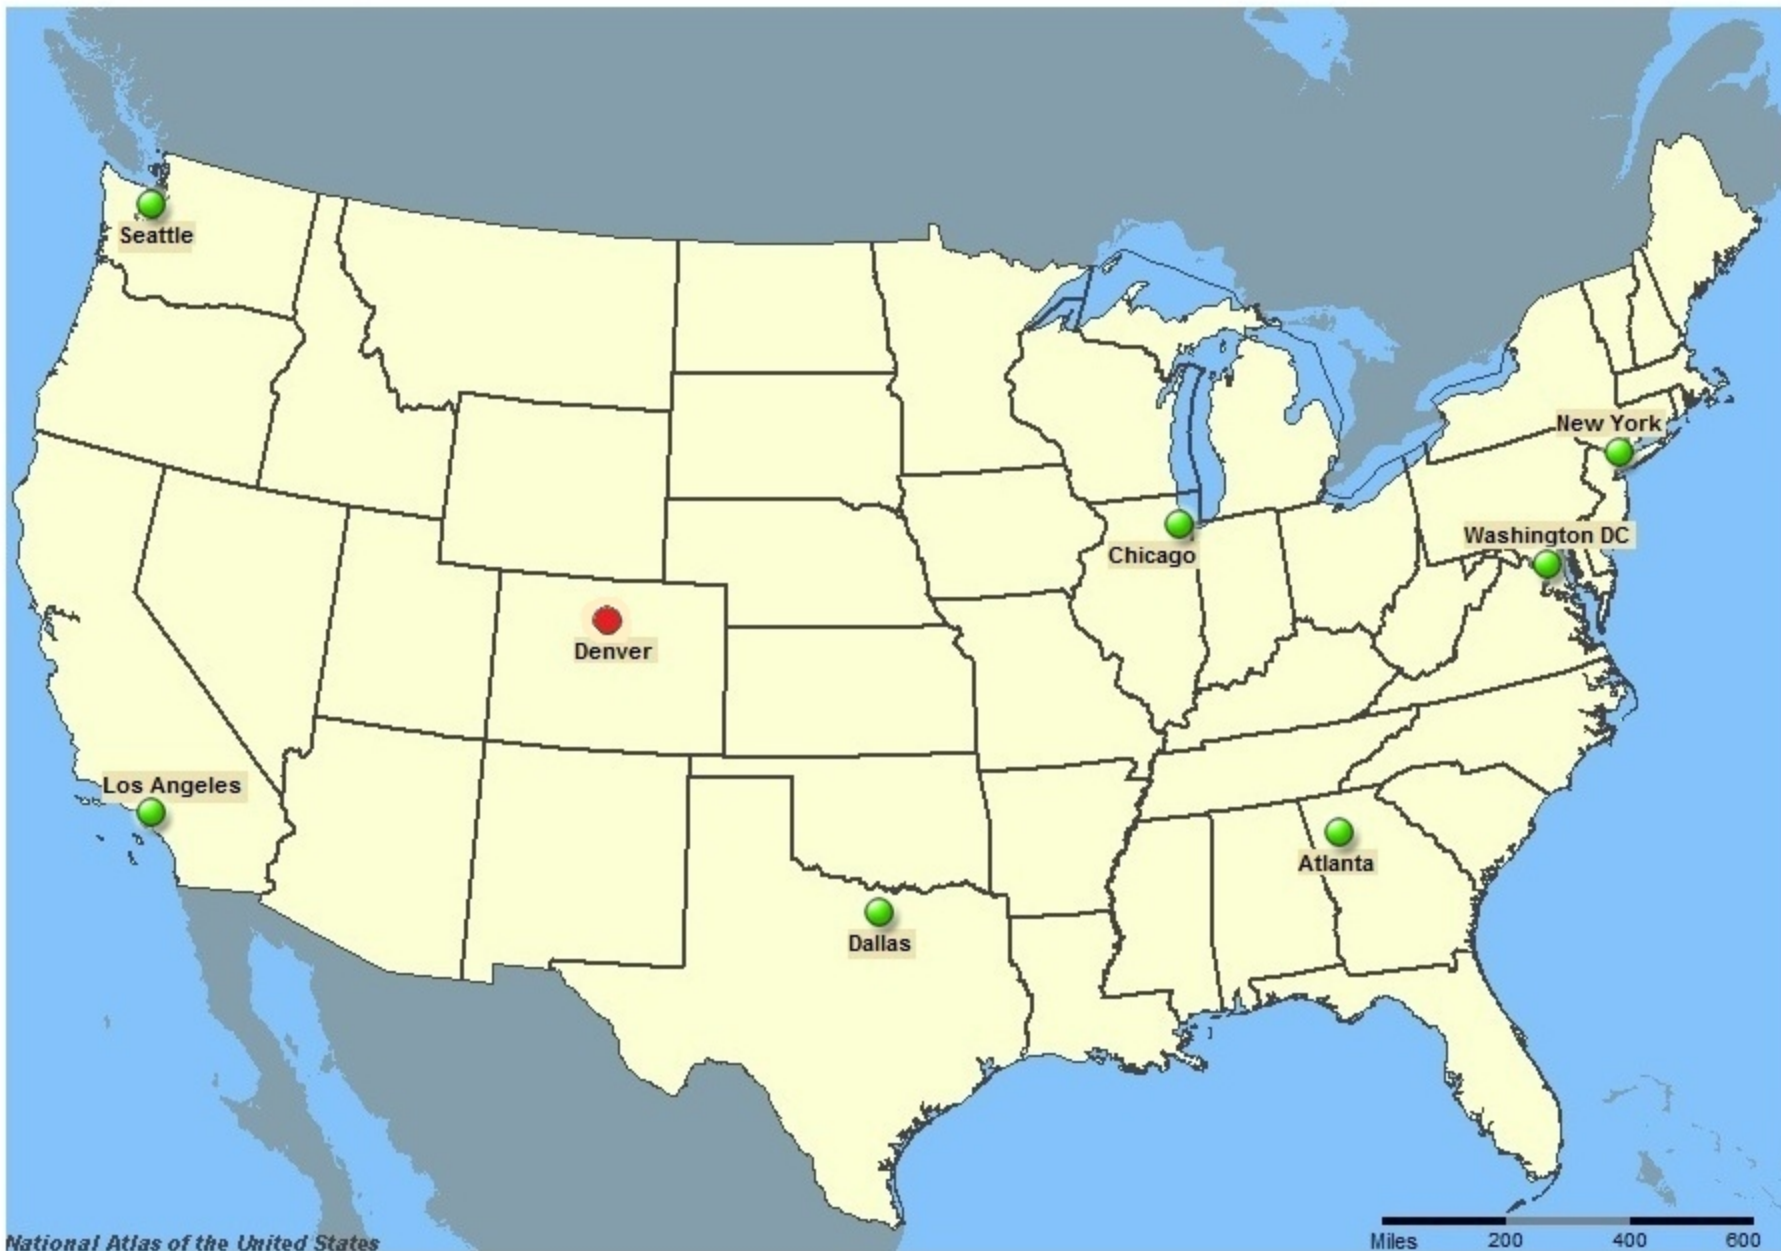 Seattle
New York
Washington DC
Chicago
Denver
Los Angeles
Atlanta
Dallas
National Atlas of the United States
Miles 200 400 600